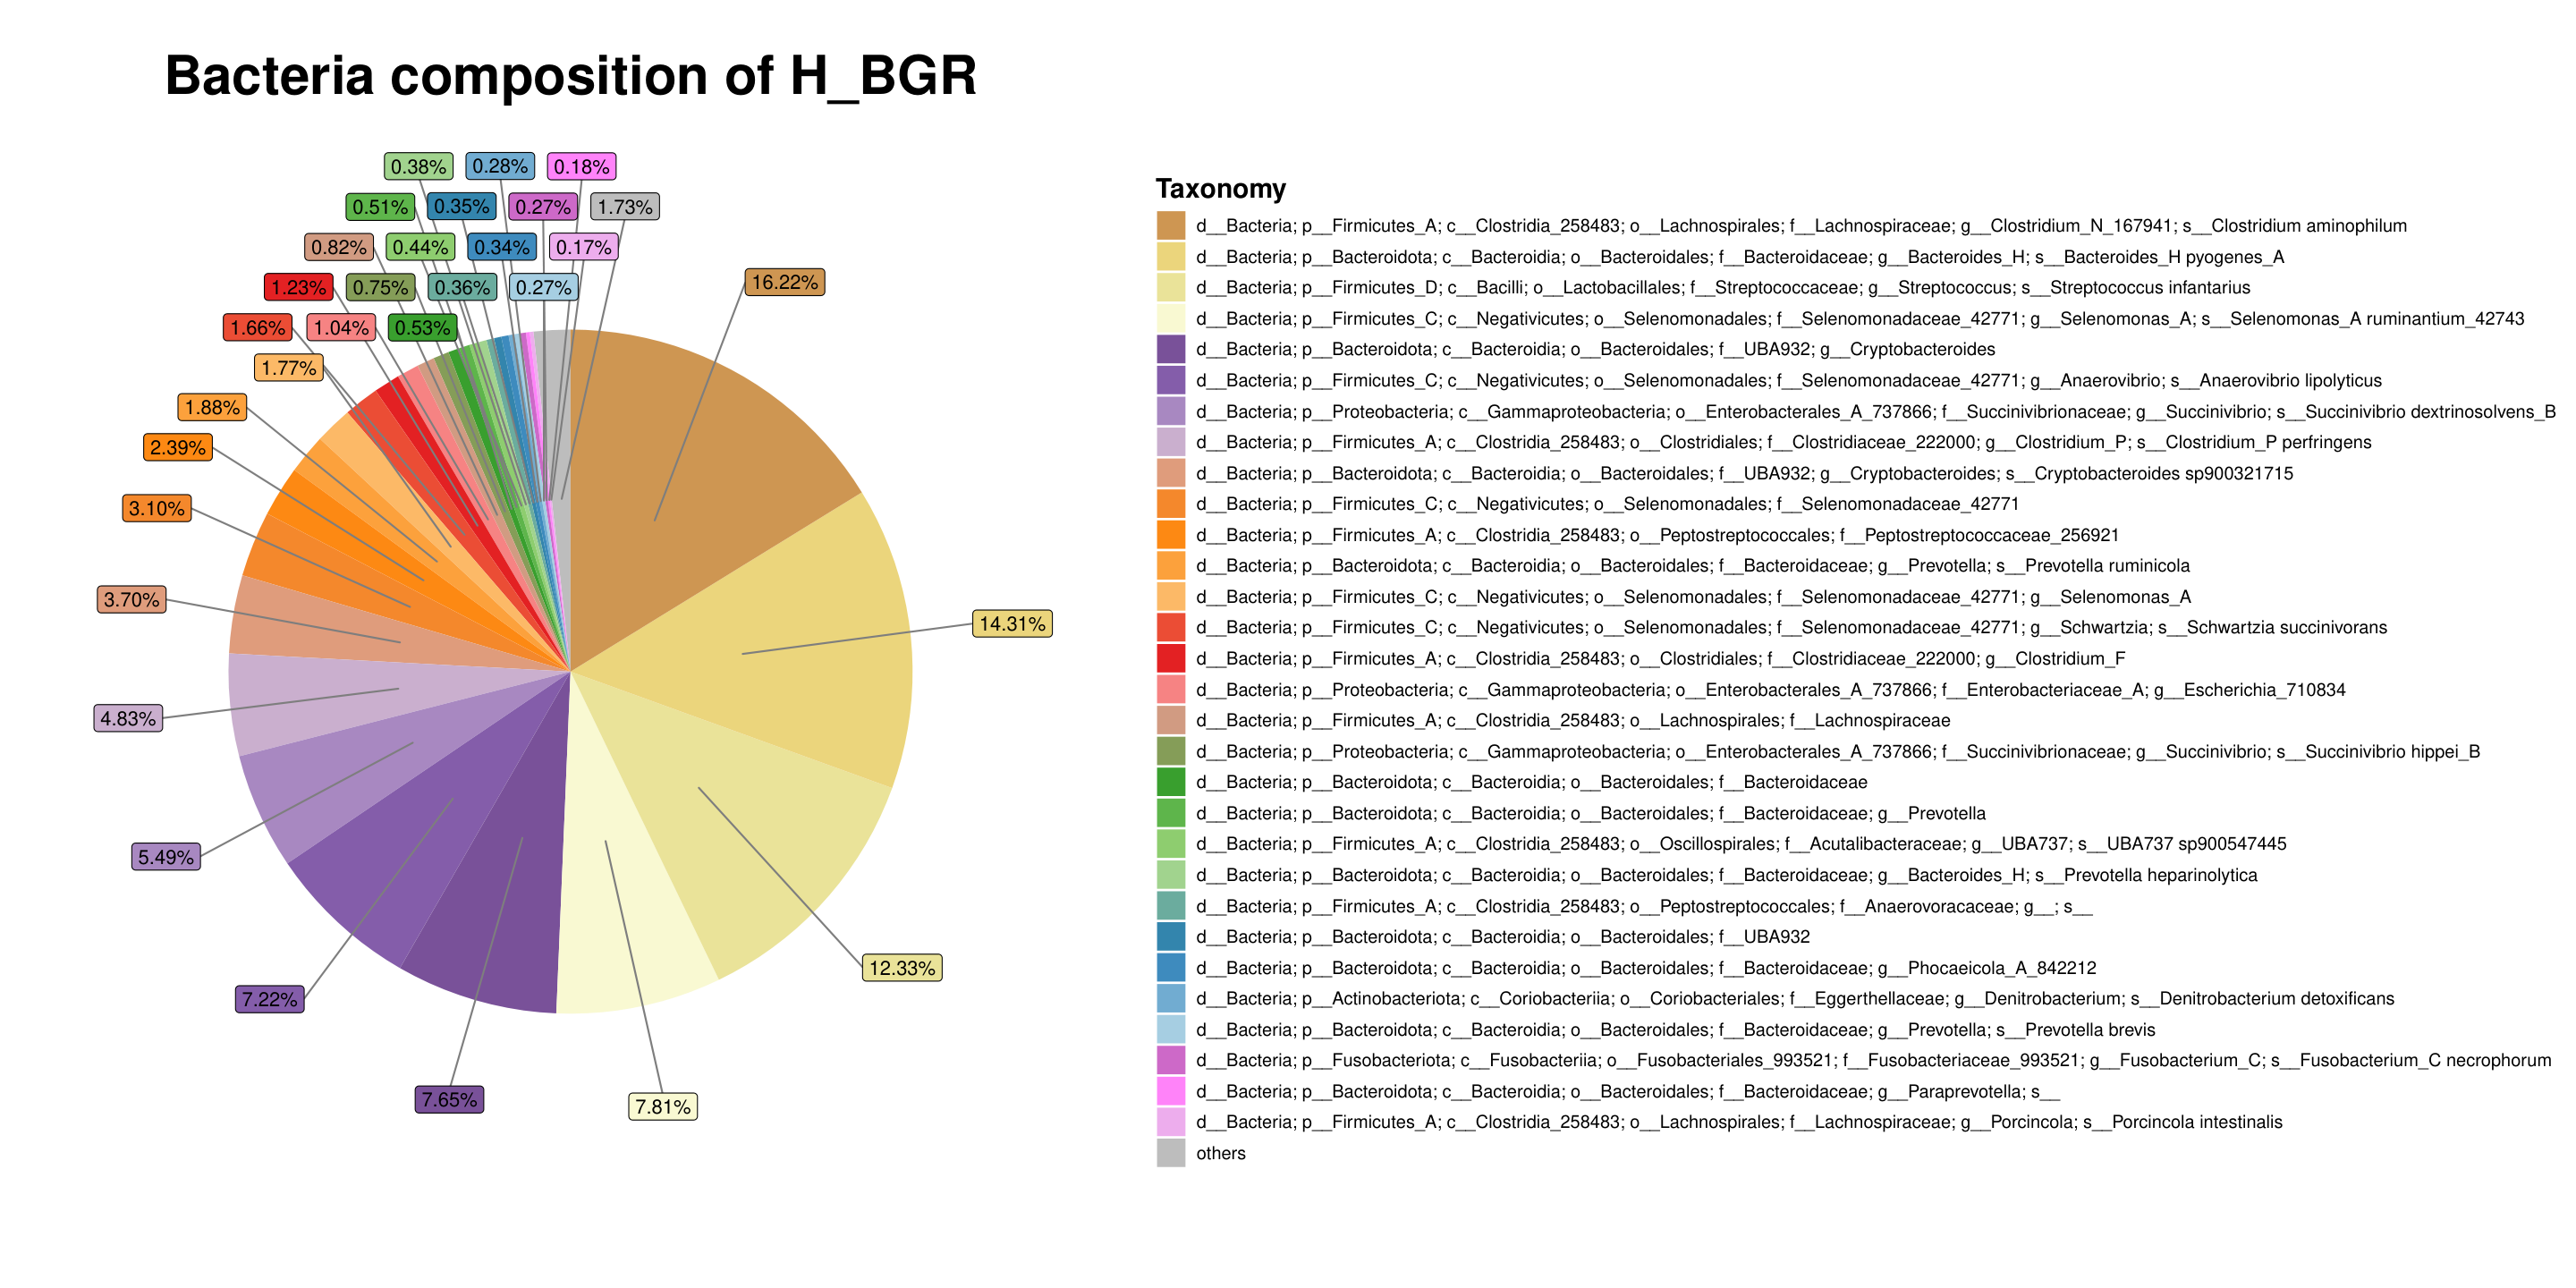 Bacteria composition of H_BGR
0.38%
0.28%
0.18%
0.51%
0.35%
0.27%
1.73%
0.82%
0.44%
0.34%
0.17%
1.23%
0.75%
0.36%
0.27%
16.22%
1.66%
1.04%
0.53%
1.77%
1.88%
2.39%
3.10%
3.70%
14.31%
4.83%
5.49%
12.33%
7.22%
7.65%
7.81%
Taxonomy
d__Bacteria; p__Firmicutes_A; c__Clostridia_258483; o__Lachnospirales; f__Lachnospiraceae; g__Clostridium_N_167941; s__Clostridium aminophilum
d__Bacteria; p__Bacteroidota; c__Bacteroidia; o__Bacteroidales; f__Bacteroidaceae; g__Bacteroides_H; s__Bacteroides_H pyogenes_A
d__Bacteria; p__Firmicutes_D; c__Bacilli; o__Lactobacillales; f__Streptococcaceae; g__Streptococcus; s__Streptococcus infantarius
d__Bacteria; p__Firmicutes_C; c__Negativicutes; o__Selenomonadales; f__Selenomonadaceae_42771; g__Selenomonas_A; s__Selenomonas_A ruminantium_42743
d__Bacteria; p__Bacteroidota; c__Bacteroidia; o__Bacteroidales; f__UBA932; g__Cryptobacteroides
d__Bacteria; p__Firmicutes_C; c__Negativicutes; o__Selenomonadales; f__Selenomonadaceae_42771; g__Anaerovibrio; s__Anaerovibrio lipolyticus
d__Bacteria; p__Proteobacteria; c__Gammaproteobacteria; o__Enterobacterales_A_737866; f__Succinivibrionaceae; g__Succinivibrio; s__Succinivibrio dextrinosolvens_B
d__Bacteria; p__Firmicutes_A; c__Clostridia_258483; o__Clostridiales; f__Clostridiaceae_222000; g__Clostridium_P; s__Clostridium_P perfringens
d__Bacteria; p__Bacteroidota; c__Bacteroidia; o__Bacteroidales; f__UBA932; g__Cryptobacteroides; s__Cryptobacteroides sp900321715
d__Bacteria; p__Firmicutes_C; c__Negativicutes; o__Selenomonadales; f__Selenomonadaceae_42771
d__Bacteria; p__Firmicutes_A; c__Clostridia_258483; o__Peptostreptococcales; f__Peptostreptococcaceae_256921
d__Bacteria; p__Bacteroidota; c__Bacteroidia; o__Bacteroidales; f__Bacteroidaceae; g__Prevotella; s__Prevotella ruminicola
d__Bacteria; p__Firmicutes_C; c__Negativicutes; o__Selenomonadales; f__Selenomonadaceae_42771; g__Selenomonas_A
d__Bacteria; p__Firmicutes_C; c__Negativicutes; o__Selenomonadales; f__Selenomonadaceae_42771; g__Schwartzia; s__Schwartzia succinivorans
d__Bacteria; p__Firmicutes_A; c__Clostridia_258483; o__Clostridiales; f__Clostridiaceae_222000; g__Clostridium_F
d__Bacteria; p__Proteobacteria; c__Gammaproteobacteria; o__Enterobacterales_A_737866; f__Enterobacteriaceae_A; g__Escherichia_710834
d__Bacteria; p__Firmicutes_A; c__Clostridia_258483; o__Lachnospirales; f__Lachnospiraceae
d__Bacteria; p__Proteobacteria; c__Gammaproteobacteria; o__Enterobacterales_A_737866; f__Succinivibrionaceae; g__Succinivibrio; s__Succinivibrio hippei_B
d__Bacteria; p__Bacteroidota; c__Bacteroidia; o__Bacteroidales; f__Bacteroidaceae
d__Bacteria; p__Bacteroidota; c__Bacteroidia; o__Bacteroidales; f__Bacteroidaceae; g__Prevotella
d__Bacteria; p__Firmicutes_A; c__Clostridia_258483; o__Oscillospirales; f__Acutalibacteraceae; g__UBA737; s__UBA737 sp900547445
d__Bacteria; p__Bacteroidota; c__Bacteroidia; o__Bacteroidales; f__Bacteroidaceae; g__Bacteroides_H; s__Prevotella heparinolytica
d__Bacteria; p__Firmicutes_A; c__Clostridia_258483; o__Peptostreptococcales; f__Anaerovoracaceae; g__; s__
d__Bacteria; p__Bacteroidota; c__Bacteroidia; o__Bacteroidales; f__UBA932
d__Bacteria; p__Bacteroidota; c__Bacteroidia; o__Bacteroidales; f__Bacteroidaceae; g__Phocaeicola_A_842212
d__Bacteria; p__Actinobacteriota; c__Coriobacteriia; o__Coriobacteriales; f__Eggerthellaceae; g__Denitrobacterium; s__Denitrobacterium detoxificans
d__Bacteria; p__Bacteroidota; c__Bacteroidia; o__Bacteroidales; f__Bacteroidaceae; g__Prevotella; s__Prevotella brevis
d__Bacteria; p__Fusobacteriota; c__Fusobacteriia; o__Fusobacteriales_993521; f__Fusobacteriaceae_993521; g__Fusobacterium_C; s__Fusobacterium_C necrophorum
d__Bacteria; p__Bacteroidota; c__Bacteroidia; o__Bacteroidales; f__Bacteroidaceae; g__Paraprevotella; s__
d__Bacteria; p__Firmicutes_A; c__Clostridia_258483; o__Lachnospirales; f__Lachnospiraceae; g__Porcincola; s__Porcincola intestinalis
others